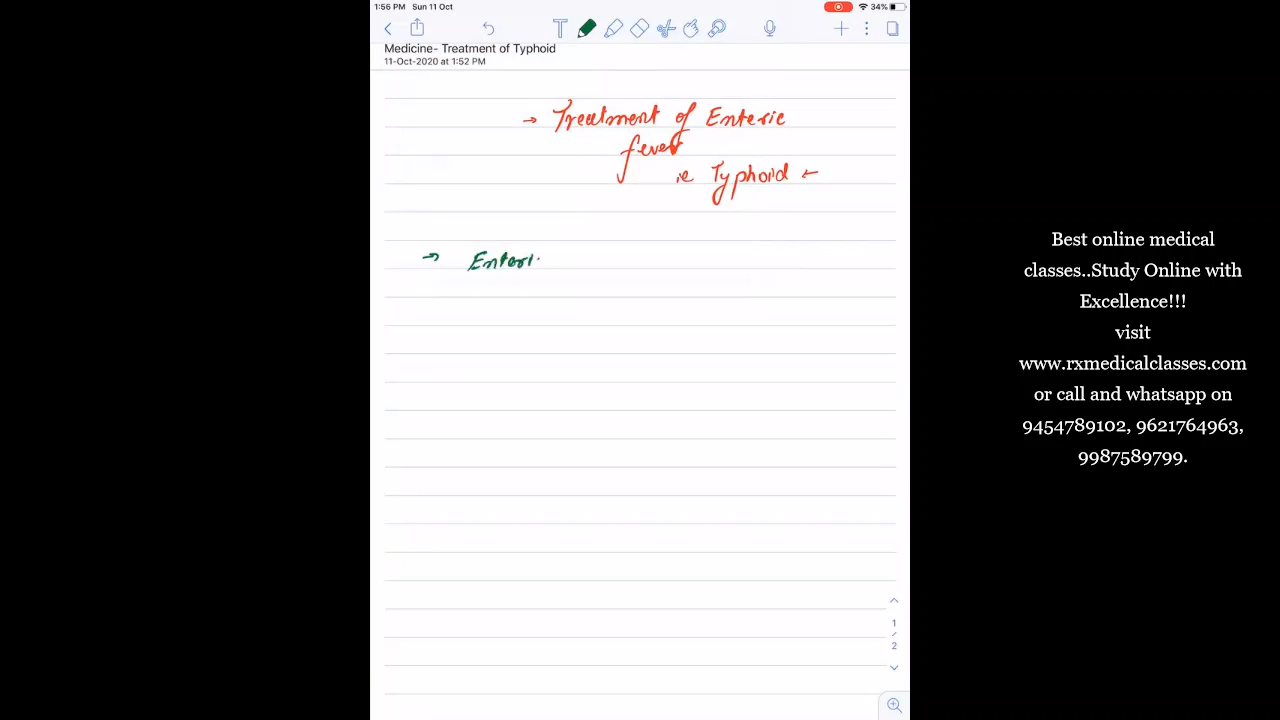 1:56 PM Sun 11 Oct
34%
T
Medicine- Treatment of Typhoid
11-Oct-2020 at 1:52 PM
→ Treatment of Enteric
fever
ie Typhoid ←
→ Enteri
1
/
2
Best online medical
classes..Study Online with
Excellence!!!
visit
www.rxmedicalclasses.com
or call and whatsapp on
9454789102, 9621764963,
9987589799.